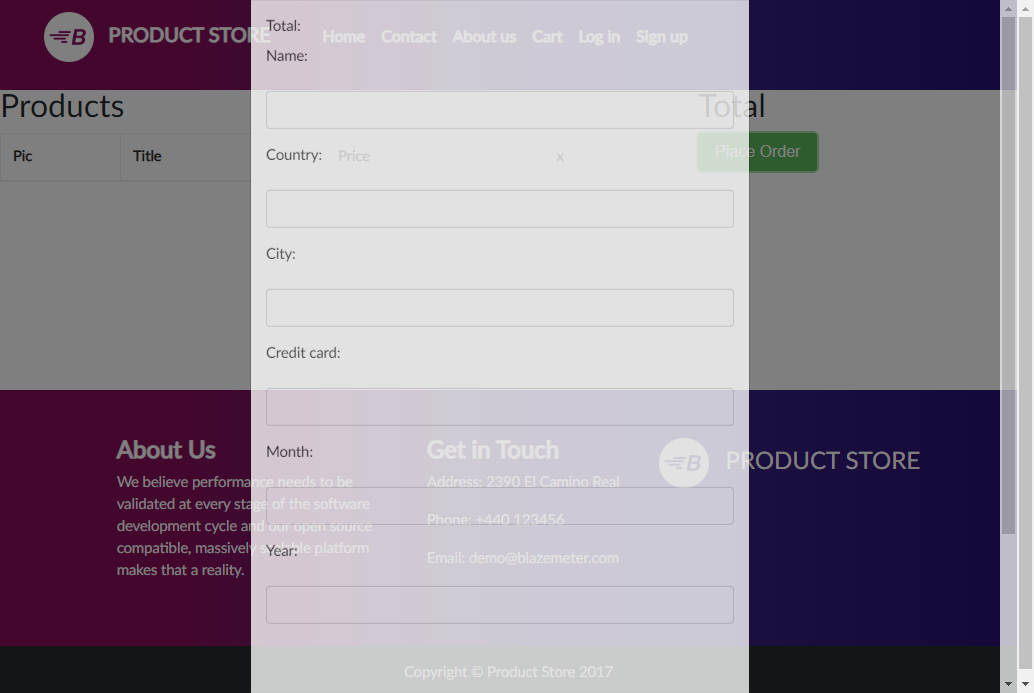 PRODUCT STORE
Home Contact About us Cart Log in Sign up
Total:
Name:
Products
Total
Pic Title Price x
Place Order
Country:
City:
Credit card:
Month:
Year:
About Us
We believe performance needs to be
validated at every stage of the software
development cycle and our open source
compatible, massively scalable platform
makes that a reality.
Get in Touch
Address: 2390 El Camino Real
Phone: +440 123456
Email: demo@blazemeter.com
B PRODUCT STORE
Copyright © Product Store 2017